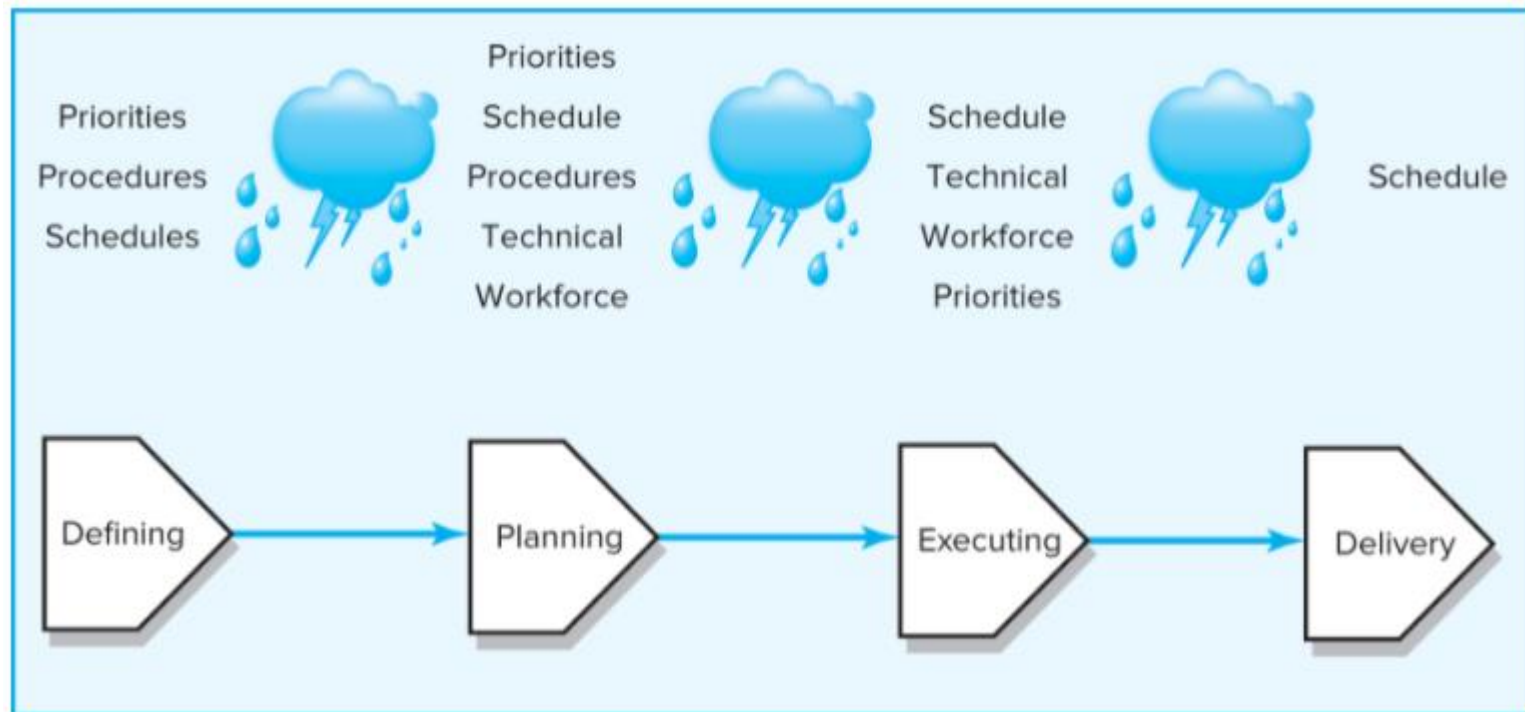 Priorities
Procedures
Schedules
Priorities
Schedule
Procedures
Technical
Workforce
Schedule
Technical
Workforce
Priorities
Schedule
Defining
Planning
Executing
Delivery